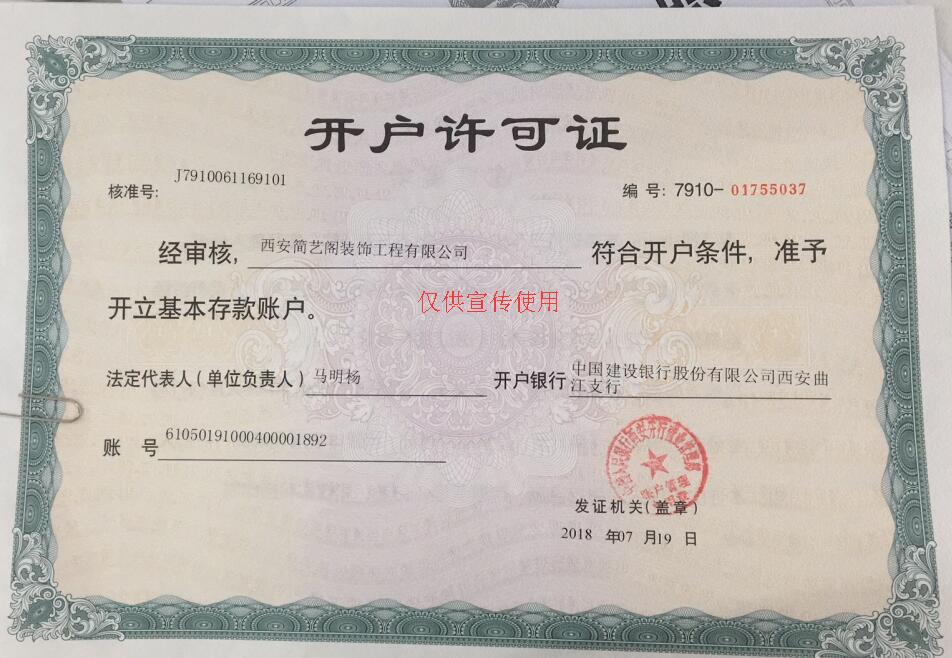 开户许可证
核准号: J7910061169101
编 号: 7910- 01755037
经审核, 西安简艺阁装饰工程有限公司 符合开户条件, 准予
开立基本存款账户。
仅供宣传使用
法定代表人(单位负责人) 马明杨
开户银行 中国建设银行股份有限公司西安曲
江支行
账 号 61050191000400001892
发证机关(盖章)
2018 年07 月19 日